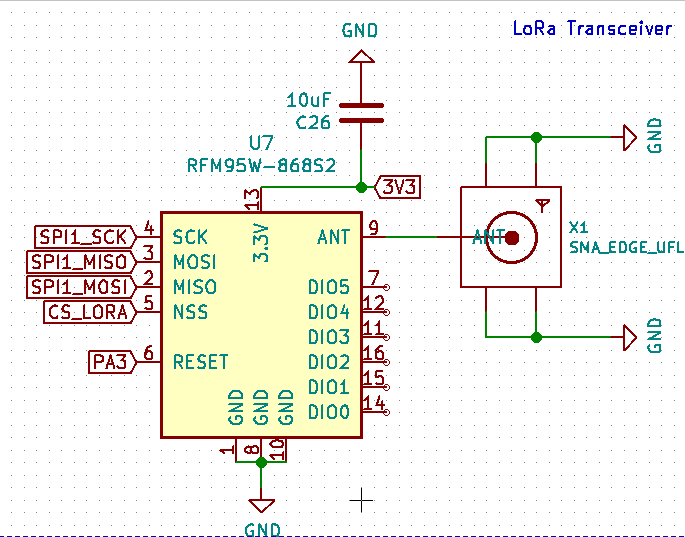 LoRa Transceiver
GND
10uF
C26
U7
RFM95W-868S2
13
3V3
GND
SPI1_SCK 4 SCK 3.3V ANT 9 ANT
X1
SMA_EDGE_UFL
SPI1_MISO 3 MOSI
SPI1_MOSI 2 MISO DIO5 7
CS_LORA 5 NSS DIO4 12
DIO3 11
GND
PA3 6 RESET DIO2 16
DIO1 15
GND GND GND DIO0 14
1 8 10
GND